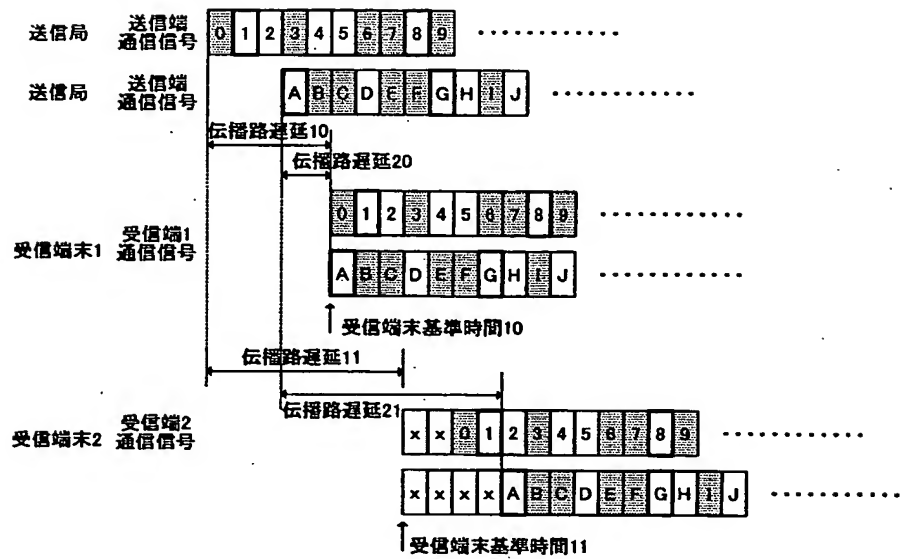 送信局 送信端
通信信号 0 1 2 3 4 5 6 7 8 9 ‥‥‥‥‥‥
送信局 送信端
通信信号 A B C D E F G H I J ‥‥‥‥‥‥
伝播路遅延10
伝播路遅延20
受信端末1 受信端1
通信信号 0 1 2 3 4 5 6 7 8 9 ‥‥‥‥‥‥
A B C D E F G H I J ‥‥‥‥‥‥
受信端末基準時間10
伝播路遅延11
伝播路遅延21
受信端末2 受信端2
通信信号 x x 0 1 2 3 4 5 6 7 8 9 ‥‥‥‥‥‥
x x x x A B C D E F G H I J ‥‥‥‥‥‥
受信端末基準時間11